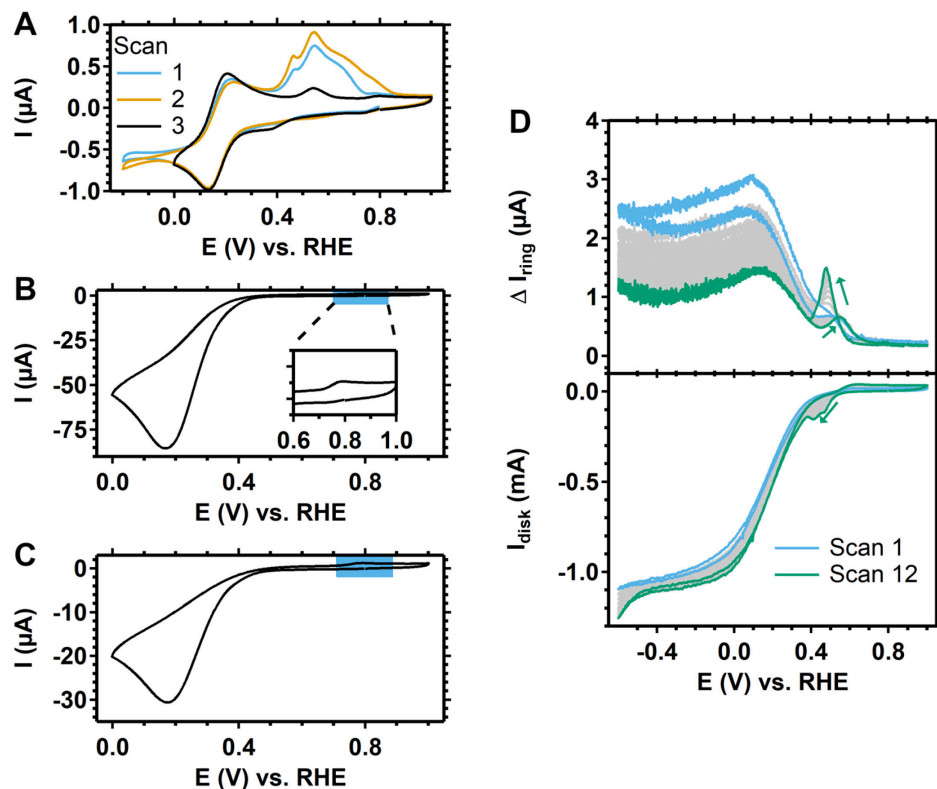 A
Scan
1
2
3
1.0
0.5
0.0
-0.5
-1.0
I (µA)
0.0
0.4
0.8
E (V) vs. RHE
B
0
-25
-50
-75
I (µA)
0.6
0.8
1.0
0.0
0.4
0.8
E (V) vs. RHE
C
0
-10
-20
-30
I (µA)
0.0
0.4
0.8
E (V) vs. RHE
D
4
3
2
1
0
Δ Iring (µA)
0.0
-0.5
-1.0
Idisk (mA)
Scan 1
Scan 12
-0.4
0.0
0.4
0.8
E (V) vs. RHE